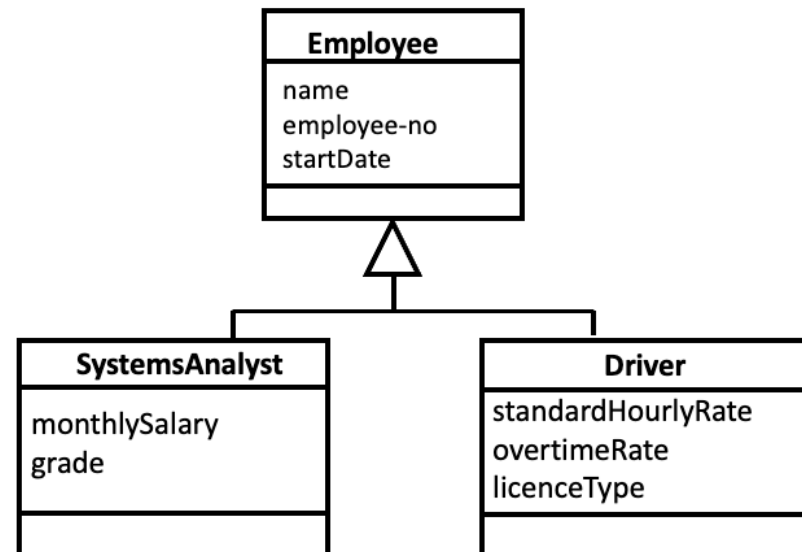 Employee
name
employee-no
startDate
SystemsAnalyst
monthlySalary
grade
Driver
standardHourlyRate
overtimeRate
licenceType